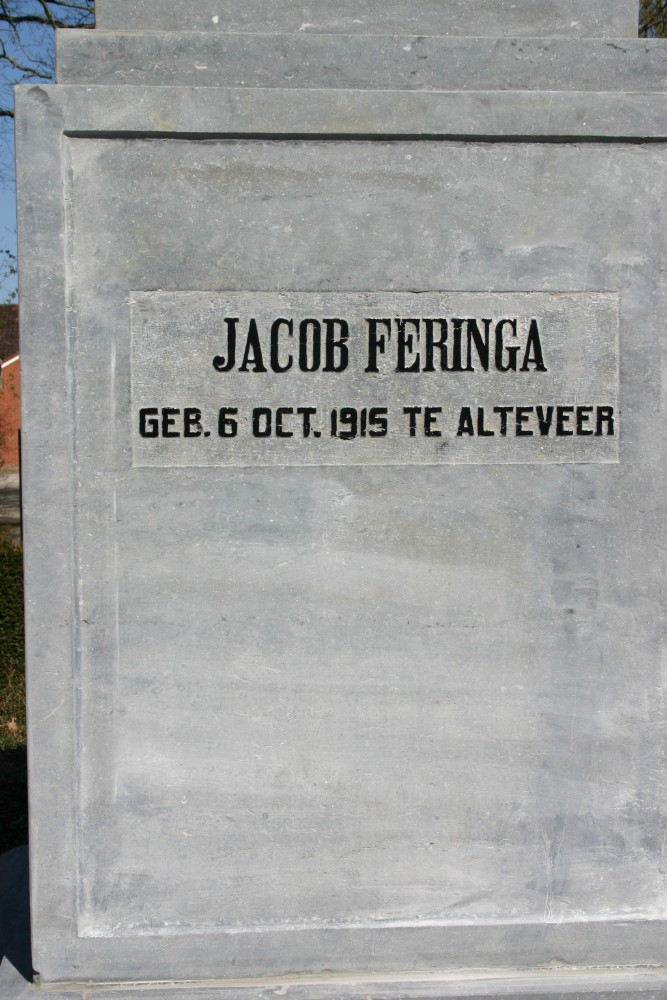 JACOB FERINGA
GEB. 6 OCT. 1915 TE ALTEVEER